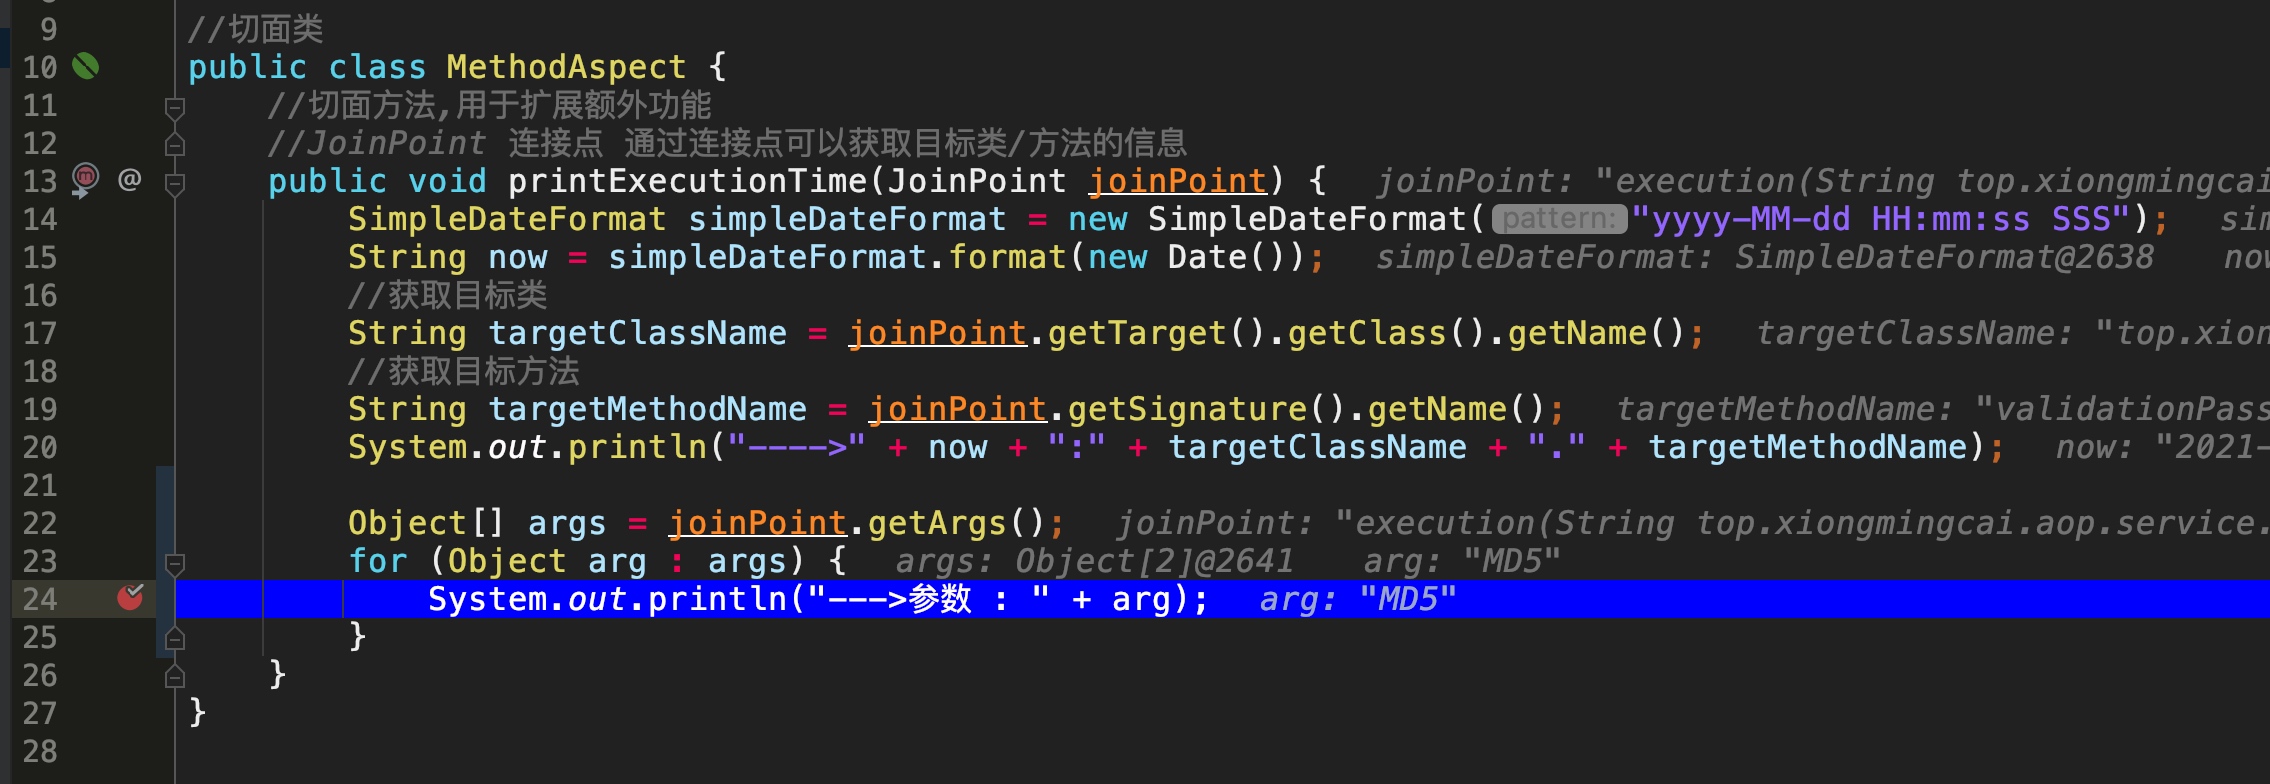 9 //切面类
10 public class MethodAspect {
11 //切面方法,用于扩展额外功能
12 //JoinPoint 连接点 通过连接点可以获取目标类/方法的信息
13 @ public void printExecutionTime(JoinPoint joinPoint) { joinPoint: "execution(String top.xiongmingcai
14 SimpleDateFormat simpleDateFormat = new SimpleDateFormat( pattern: "yyyy-MM-dd HH:mm:ss SSS"); sim
15 String now = simpleDateFormat.format(new Date()); simpleDateFormat: SimpleDateFormat@2638 now
16 //获取目标类
17 String targetClassName = joinPoint.getTarget().getClass().getName(); targetClassName: "top.xion
18 //获取目标方法
19 String targetMethodName = joinPoint.getSignature().getName(); targetMethodName: "validationPass
20 System.out.println("---->" + now + ":" + targetClassName + "." + targetMethodName); now: "2021-
21
22 Object[] args = joinPoint.getArgs(); joinPoint: "execution(String top.xiongmingcai.aop.service.
23 for (Object arg : args) { args: Object[2]@2641 arg: "MD5"
24 System.out.println("--->参数 : " + arg); arg: "MD5"
25 }
26 }
27 }
28